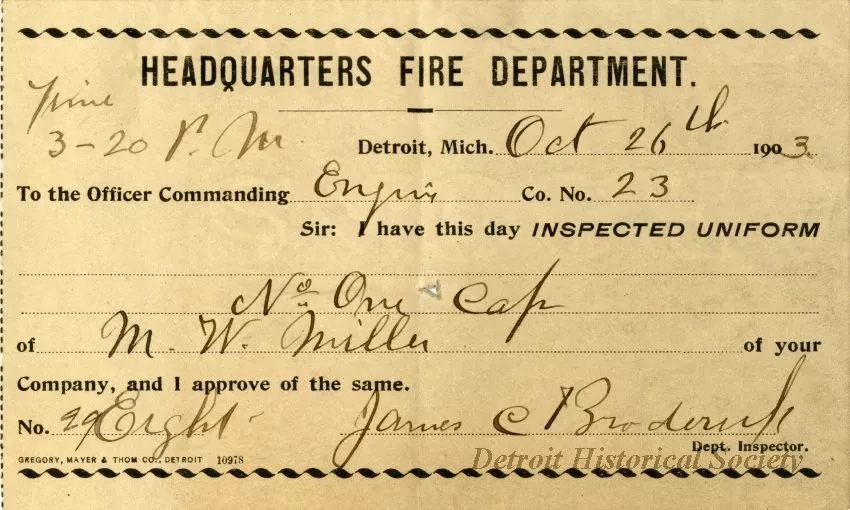 HEADQUARTERS FIRE DEPARTMENT.
Time
3-20 P. M
Detroit, Mich. Oct 26th 1903.
To the Officer Commanding Engine Co. No. 23
Sir: I have this day INSPECTED UNIFORM
No One Cap
of M. W. Miller of your
Company, and I approve of the same.
No. Eight James C Broderick
Dept. Inspector.
GREGORY, MAYER & THOM CO., DETROIT 10978
Detroit Historical Society